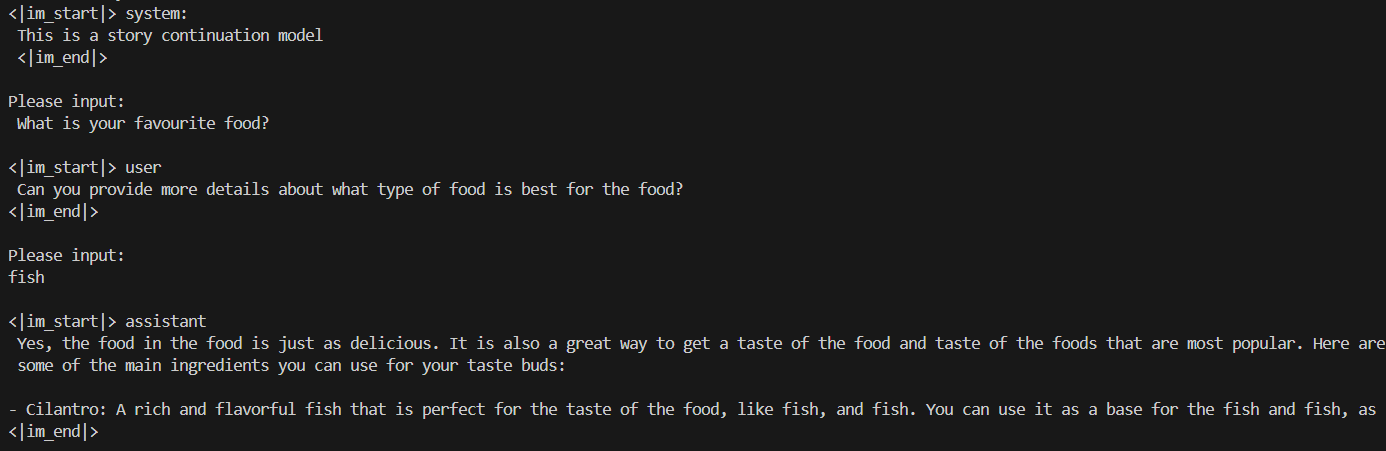 <|im_start|> system:
This is a story continuation model
<|im_end|>
Please input:
What is your favourite food?
<|im_start|> user
Can you provide more details about what type of food is best for the food?
<|im_end|>
Please input:
fish
<|im_start|> assistant
Yes, the food in the food is just as delicious. It is also a great way to get a taste of the food and taste of the foods that are most popular. Here are
some of the main ingredients you can use for your taste buds:
- Cilantro: A rich and flavorful fish that is perfect for the taste of the food, like fish, and fish. You can use it as a base for the fish and fish, as
<|im_end|>